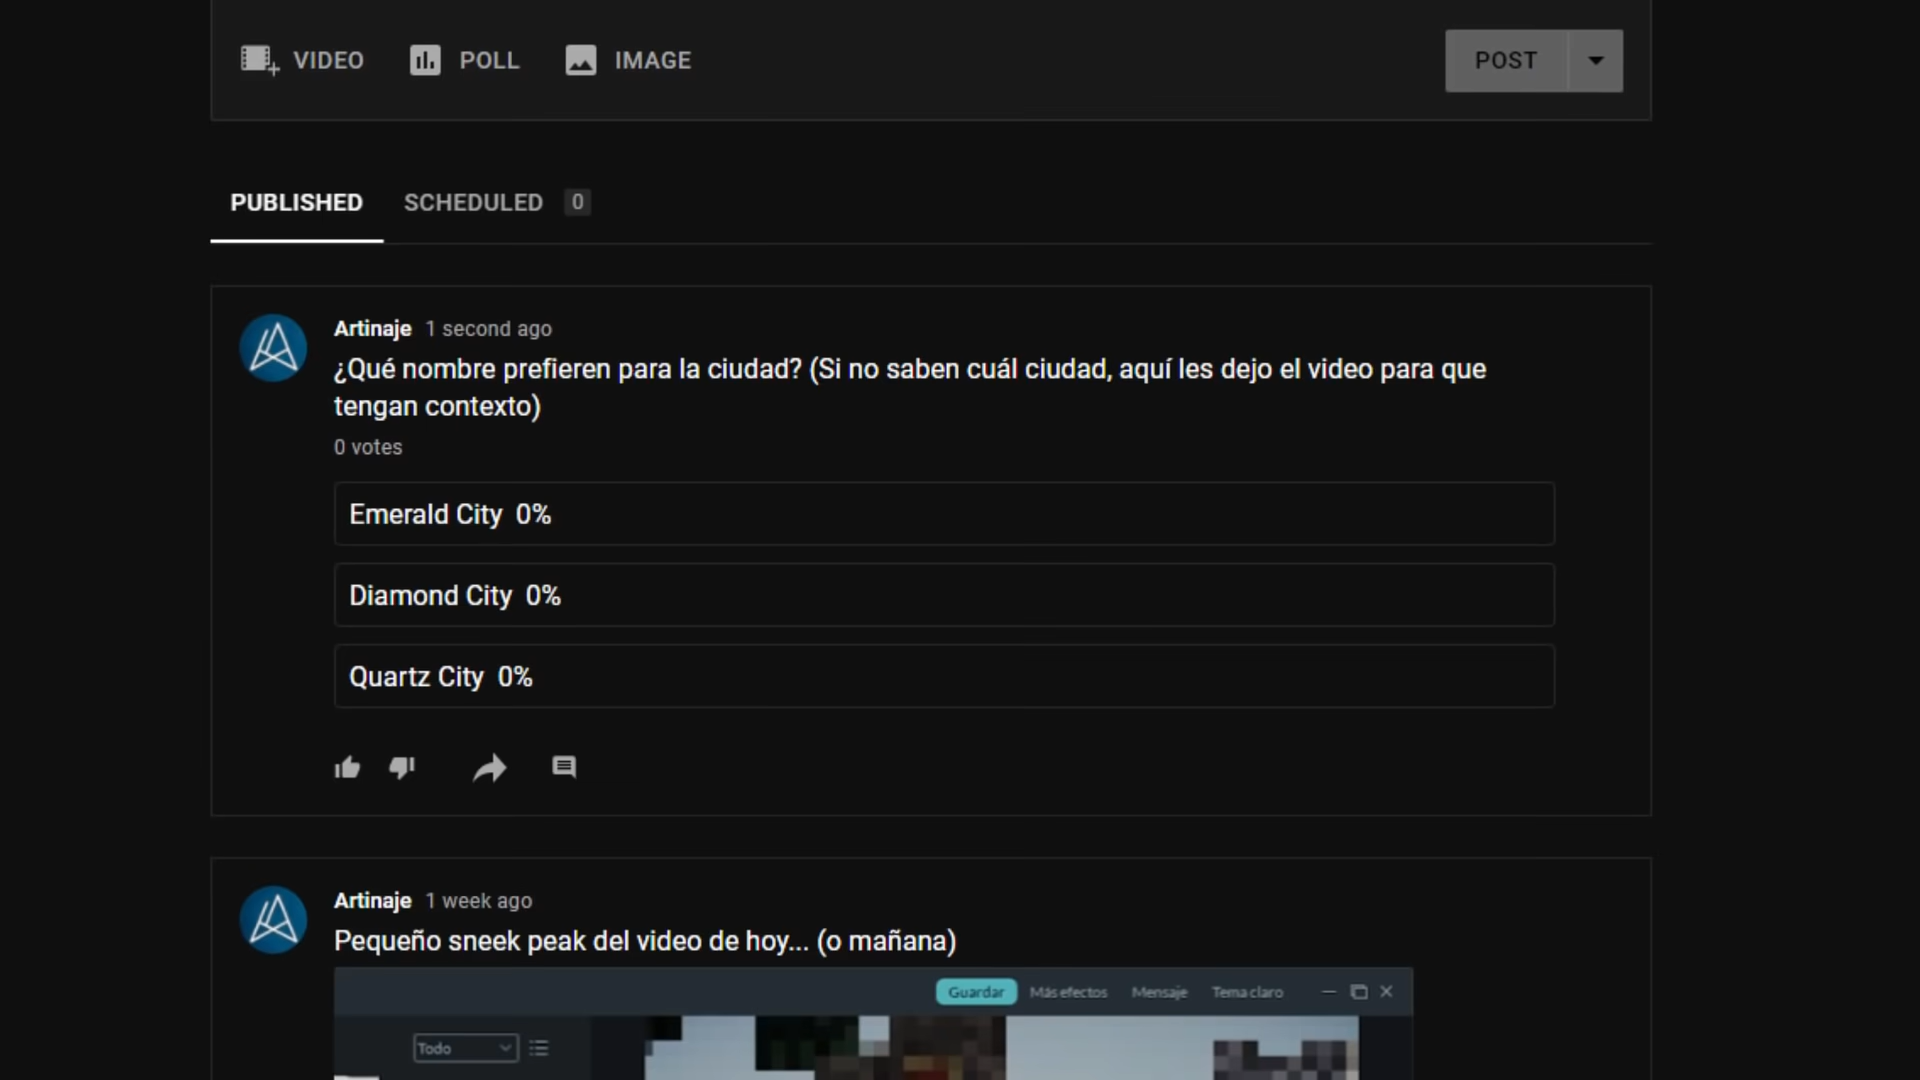 VIDEO POLL IMAGE POST
PUBLISHED SCHEDULED 0
Artinaje 1 second ago
¿Qué nombre prefieren para la ciudad? (Si no saben cuál ciudad, aquí les dejo el video para que
tengan contexto)
0 votes
Emerald City 0%
Diamond City 0%
Quartz City 0%
Artinaje 1 week ago
Pequeño sneek peak del video de hoy... (o mañana)
Guardar Más efectos Mensaje Tema claro
Todo